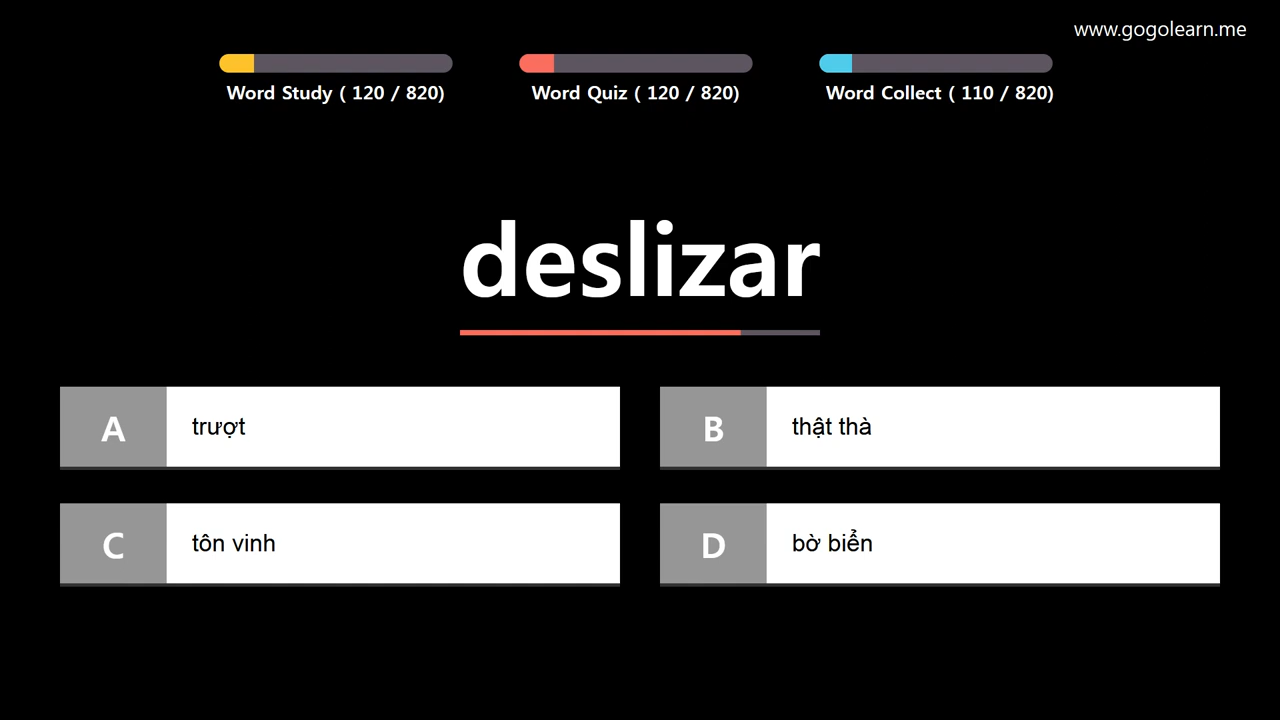 www.gogolearn.me
Word Study ( 120 / 820)
Word Quiz ( 120 / 820)
Word Collect ( 110 / 820)
deslizar
A
trượt
B
thật thà
C
tôn vinh
D
bờ biển